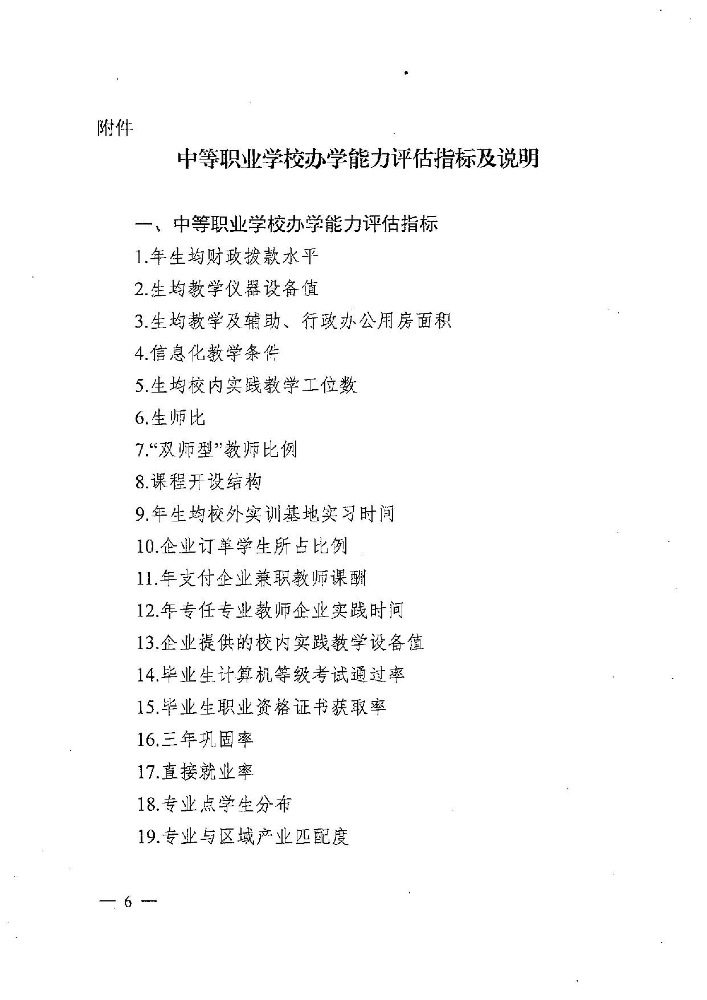 附件
中等职业学校办学能力评估指标及说明
一、中等职业学校办学能力评估指标
1.年生均财政拨款水平
2.生均教学仪器设备值
3.生均教学及辅助、行政办公用房面积
4.信息化教学条件
5.生均校内实践教学工位数
6.生师比
7.“双师型”教师比例
8.课程开设结构
9.年生均校外实训基地实习时间
10.企业订单学生所占比例
11.年支付企业兼职教师课酬
12.年专任专业教师企业实践时间
13.企业提供的校内实践教学设备值
14.毕业生计算机等级考试通过率
15.毕业生职业资格证书获取率
16.三年巩固率
17.直接就业率
18.专业点学生分布
19.专业与区域产业匹配度
— 6 —